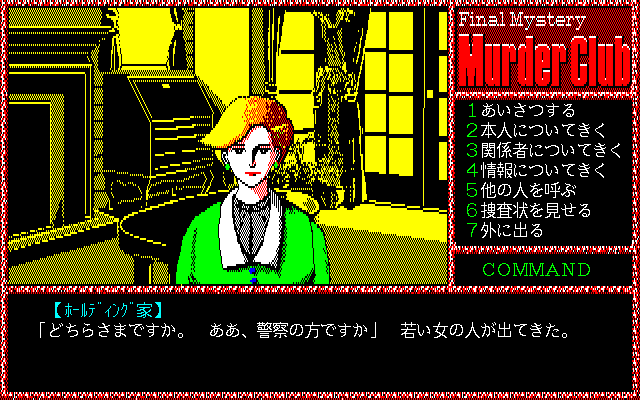 Final Mystery
Murder Club
1 あいさつする
2 本人についてきく
3 関係者についてきく
4 情報についてきく
5 他の人を呼ぶ
6 捜査状を見せる
7 外に出る
COMMAND
【ﾎｰﾙﾃﾞｨﾝｸﾞ家】
「どちらさまですか。　ああ、警察の方ですか」　若い女の人が出てきた。